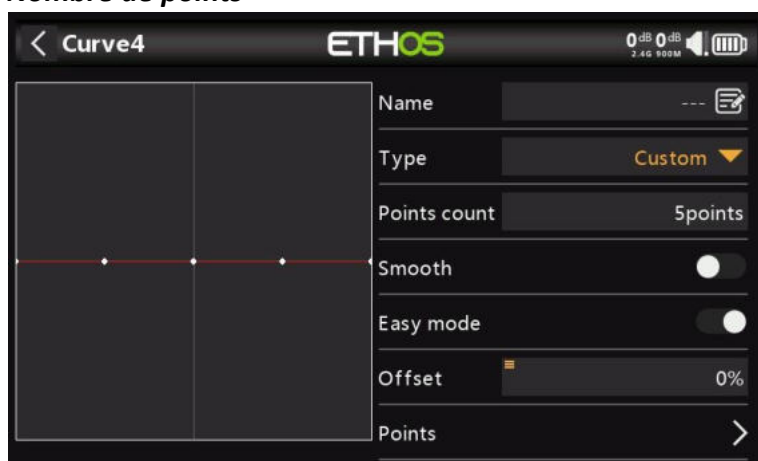 Nombre de points
Curve4
ETHOS
0dB 0dB
2.4G 900M
Name ---
Type Custom
Points count 5points
Smooth
Easy mode
Offset 0%
Points